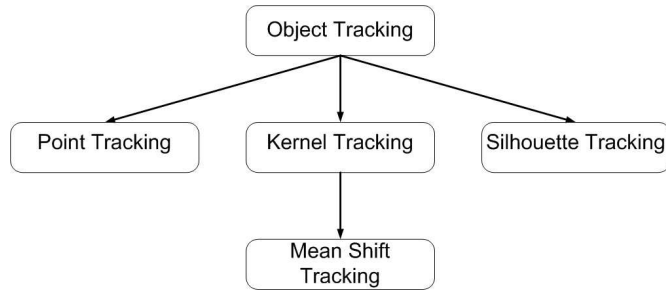 Object Tracking
Point Tracking
Kernel Tracking
Silhouette Tracking
Mean Shift
Tracking